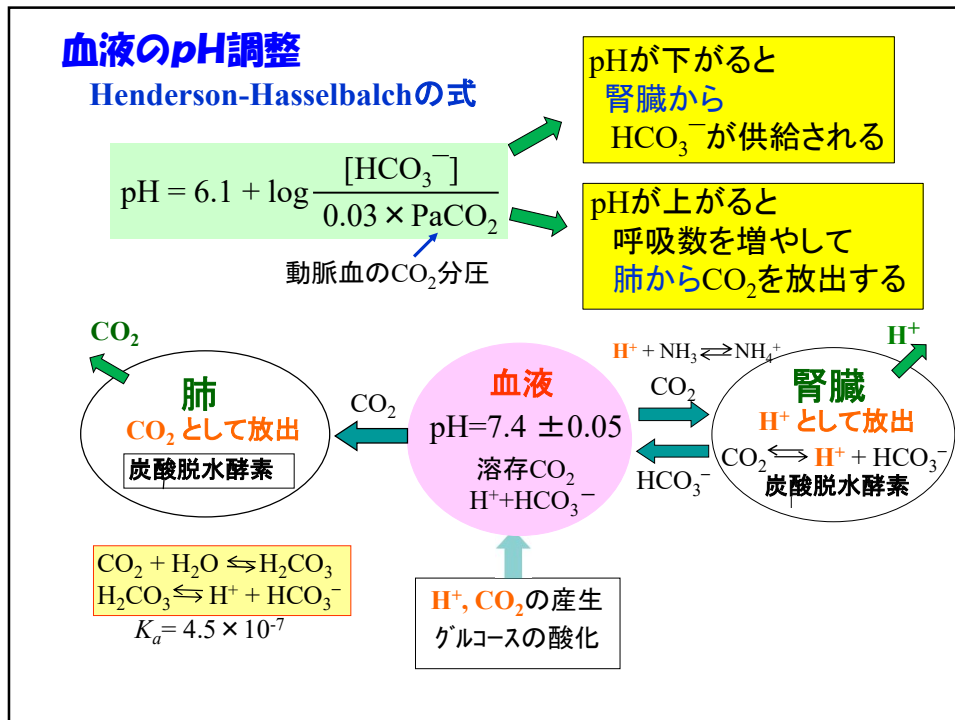 血液のpH調整
Henderson-Hasselbalchの式
pH = 6.1 + log [HCO₃⁻] / 0.03 × PaCO₂
動脈血のCO₂分圧
pHが下がると
腎臓から
HCO₃⁻が供給される
pHが上がると
呼吸数を増やして
肺からCO₂を放出する
CO₂
肺
CO₂ として放出
炭酸脱水酵素
CO₂
血液
pH=7.4 ±0.05
溶存CO₂
H⁺+HCO₃⁻
H⁺ + NH₃ ⇌ NH₄⁺
CO₂
HCO₃⁻
H⁺
腎臓
H⁺ として放出
CO₂ ⇆ H⁺ + HCO₃⁻
炭酸脱水酵素
CO₂ + H₂O ⇆ H₂CO₃
H₂CO₃ ⇆ H⁺ + HCO₃⁻
Kₐ= 4.5 × 10⁻⁷
H⁺, CO₂の産生
グルコースの酸化